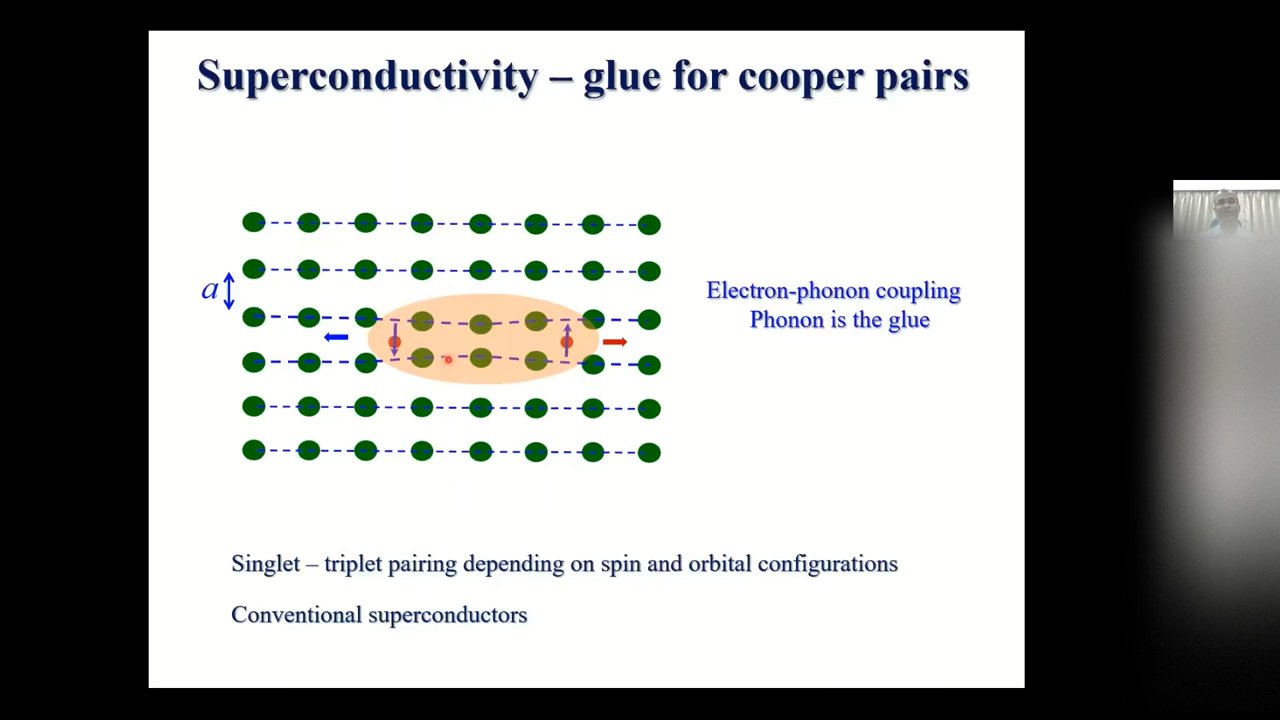 Superconductivity – glue for cooper pairs
a
Electron-phonon coupling
Phonon is the glue
Singlet – triplet pairing depending on spin and orbital configurations
Conventional superconductors